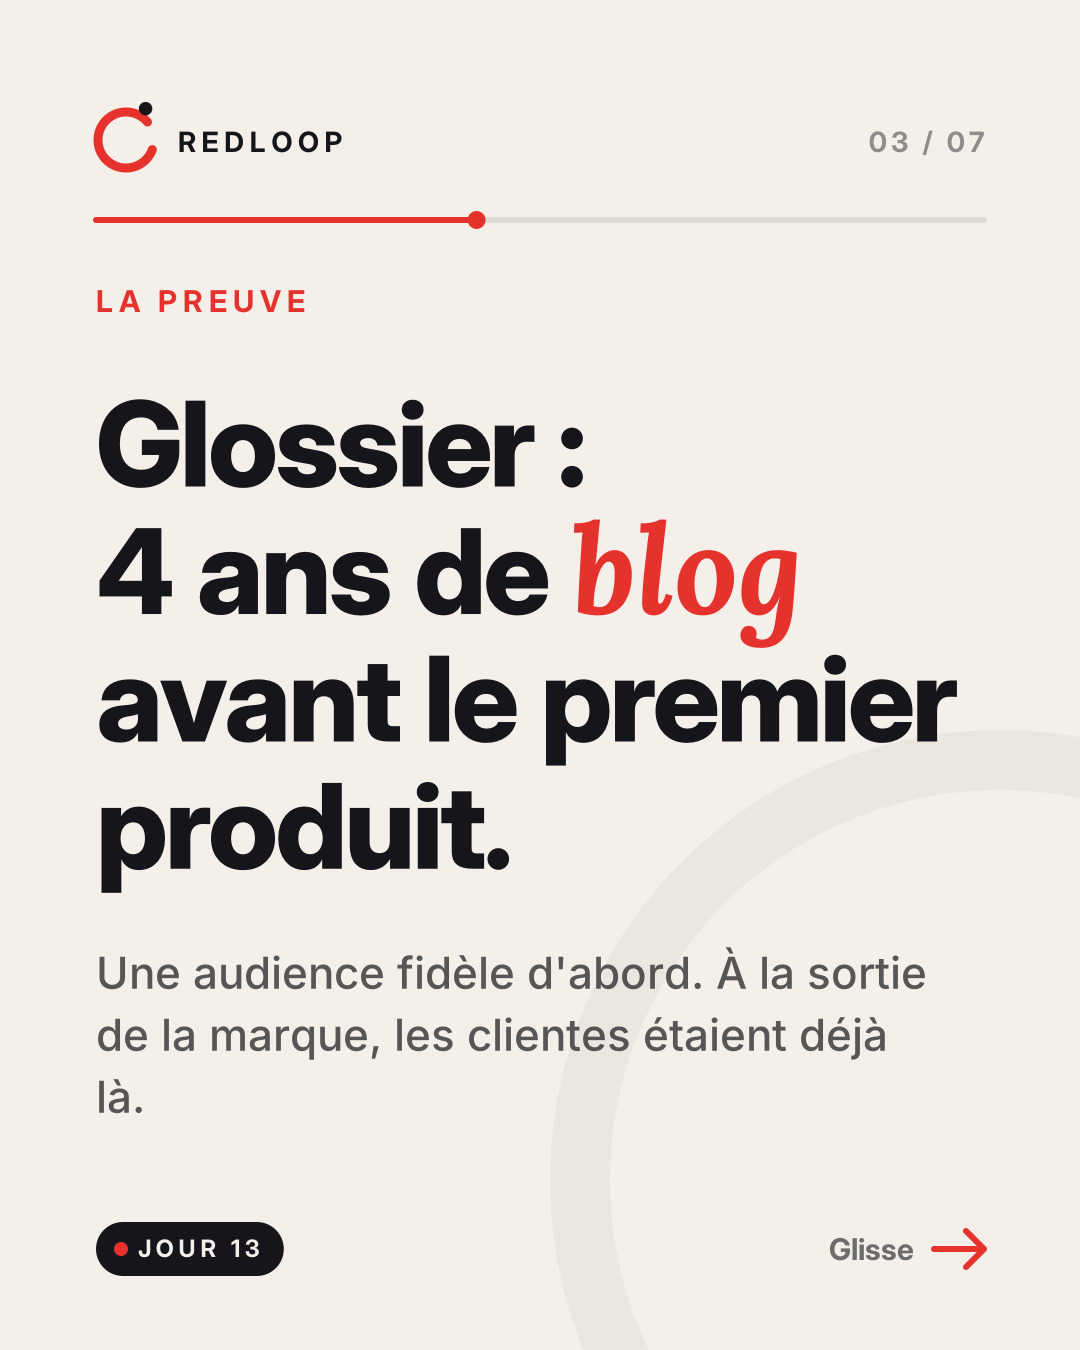 REDLOOP
03 / 07
LA PREUVE
Glossier :
4 ans de blog
avant le premier
produit.
Une audience fidèle d'abord. À la sortie
de la marque, les clientes étaient déjà
là.
JOUR 13
Glisse